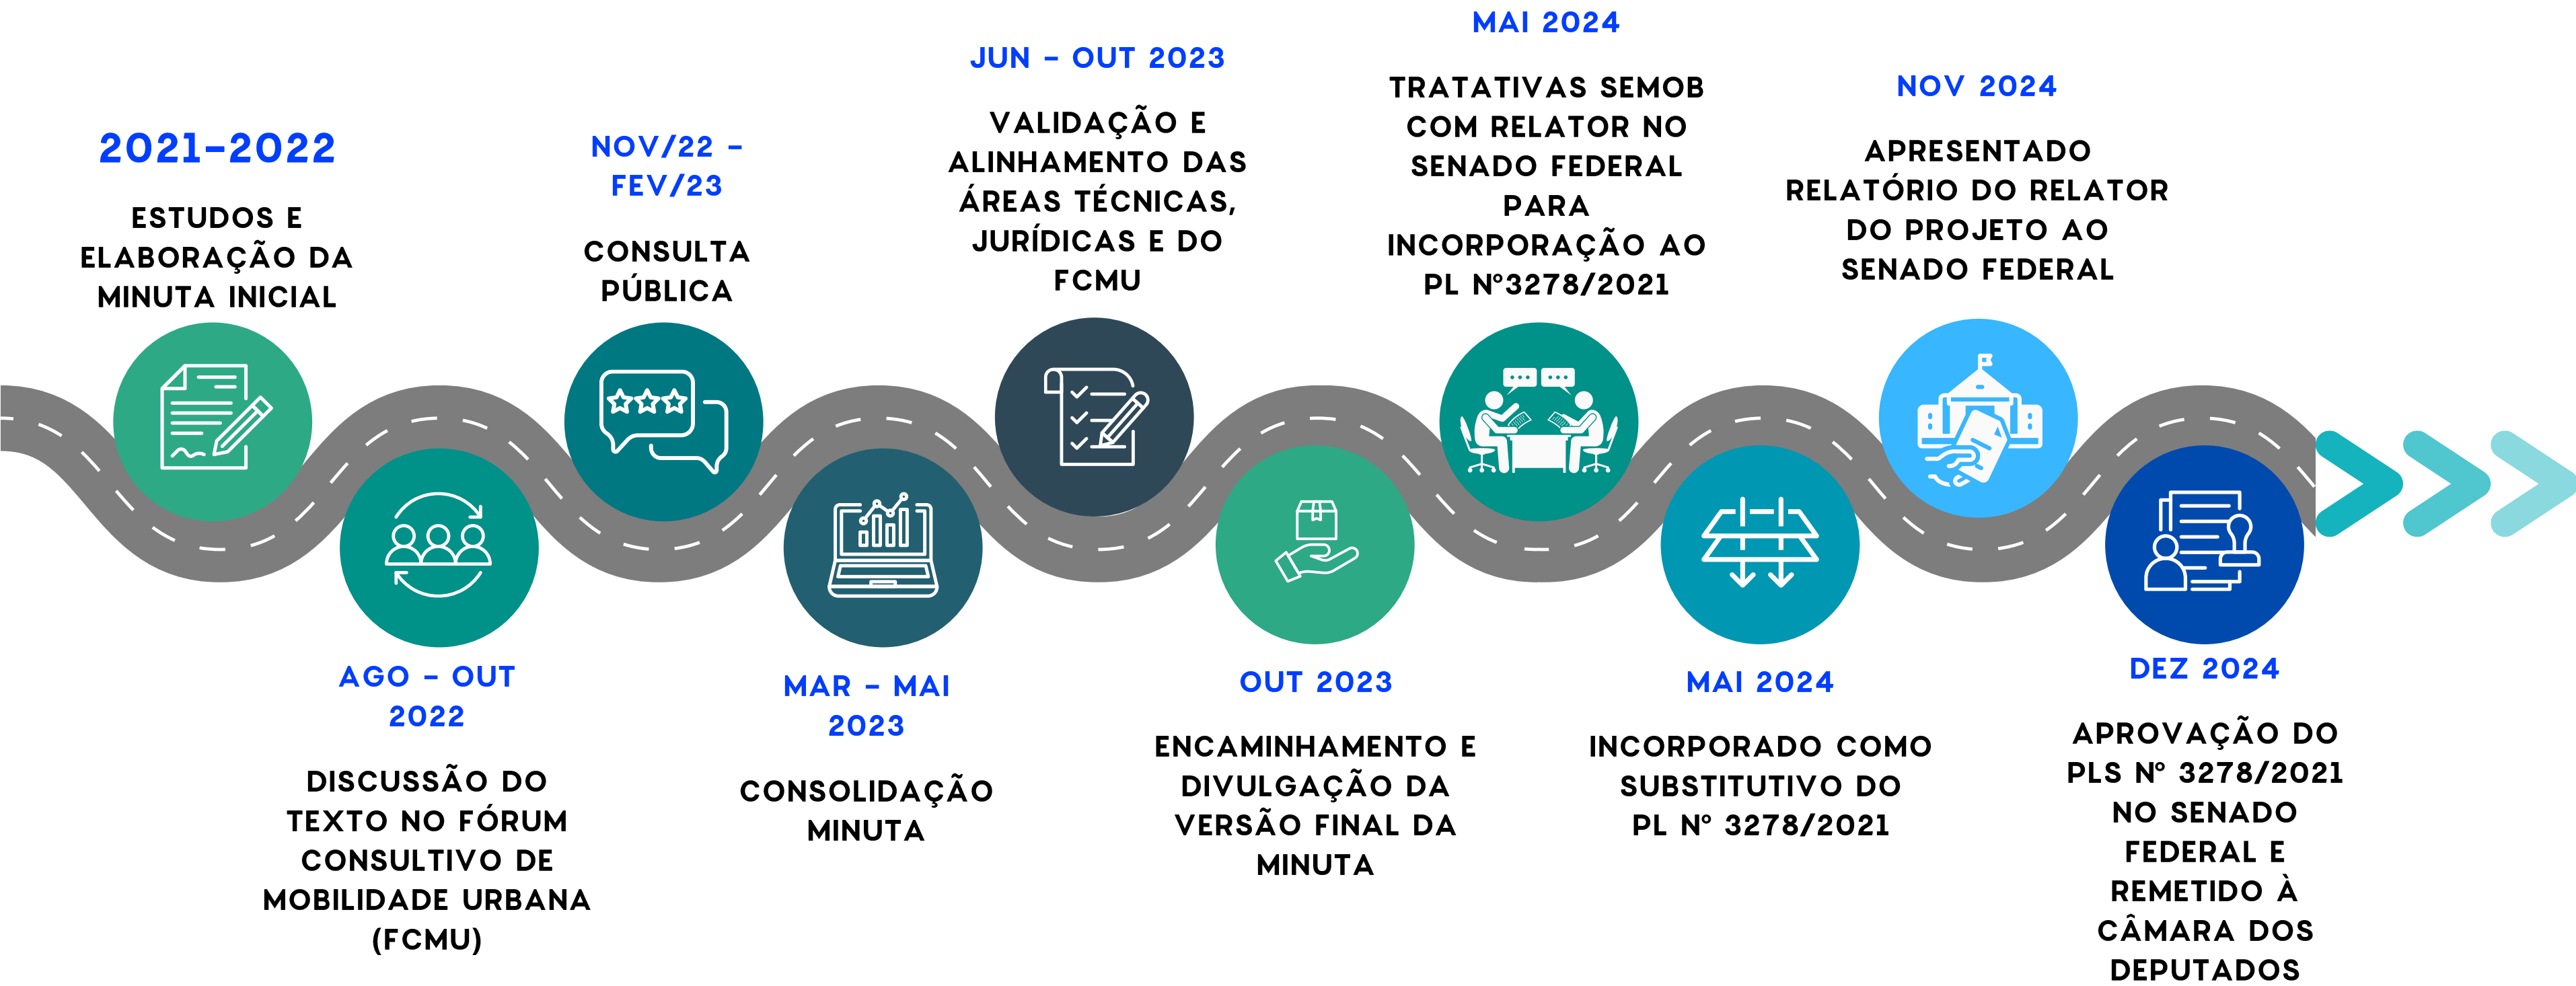 2021-2022
ESTUDOS E
ELABORAÇÃO DA
MINUTA INICIAL
AGO - OUT
2022
DISCUSSÃO DO
TEXTO NO FÓRUM
CONSULTIVO DE
MOBILIDADE URBANA
(FCMU)
NOV/22 -
FEV/23
CONSULTA
PÚBLICA
MAR - MAI
2023
CONSOLIDAÇÃO
MINUTA
JUN - OUT 2023
VALIDAÇÃO E
ALINHAMENTO DAS
ÁREAS TÉCNICAS,
JURÍDICAS E DO
FCMU
OUT 2023
ENCAMINHAMENTO E
DIVULGAÇÃO DA
VERSÃO FINAL DA
MINUTA
MAI 2024
TRATATIVAS SEMOB
COM RELATOR NO
SENADO FEDERAL
PARA
INCORPORAÇÃO AO
PL Nº3278/2021
MAI 2024
INCORPORADO COMO
SUBSTITUTIVO DO
PL Nº 3278/2021
NOV 2024
APRESENTADO
RELATÓRIO DO RELATOR
DO PROJETO AO
SENADO FEDERAL
DEZ 2024
APROVAÇÃO DO
PLS Nº 3278/2021
NO SENADO
FEDERAL E
REMETIDO À
CÂMARA DOS
DEPUTADOS